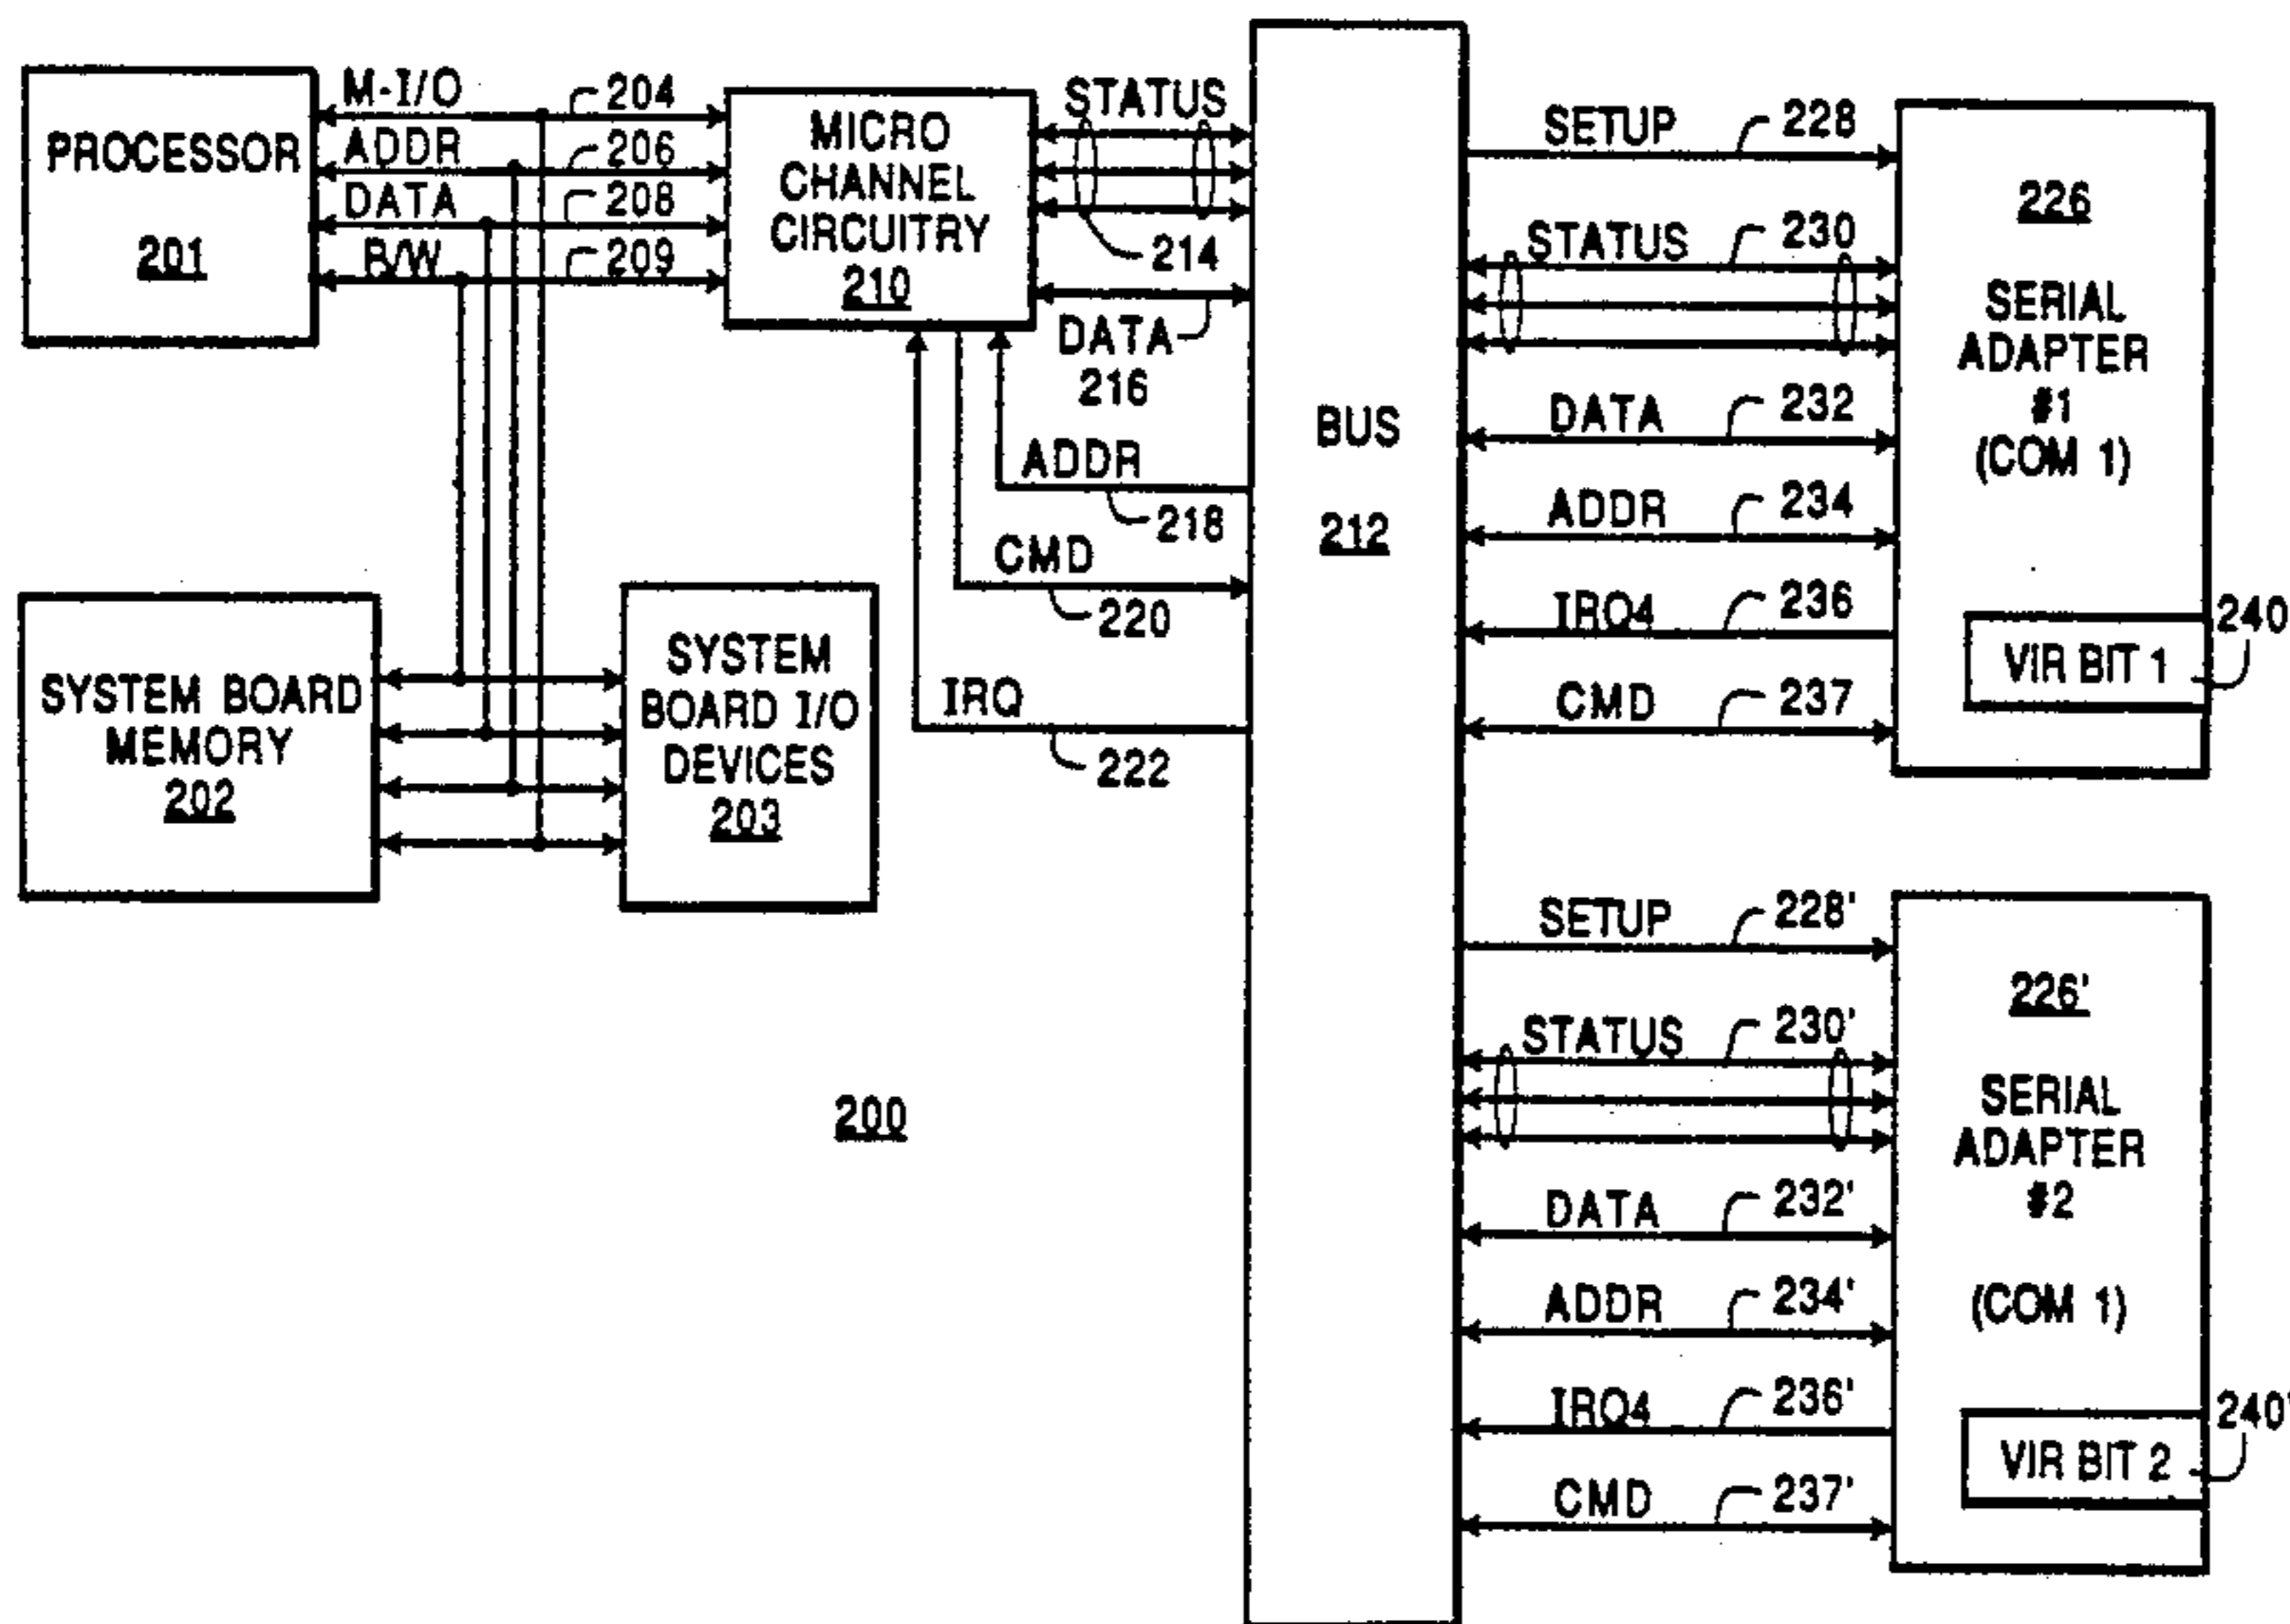 PROCESSOR
201
M-I/O
204
ADDR
206
DATA
208
R/W
209
MICRO
CHANNEL
CIRCUITRY
210
STATUS
214
DATA
216
ADDR
218
CMD
220
IRQ
222
SYSTEM BOARD
MEMORY
202
SYSTEM
BOARD I/O
DEVICES
203
200
BUS
212
SETUP
228
STATUS
230
DATA
232
ADDR
234
IRQ4
236
CMD
237
226
SERIAL
ADAPTER
#1
(COM 1)
VIR BIT 1
240
SETUP
228'
STATUS
230'
DATA
232'
ADDR
234'
IRQ4
236'
CMD
237'
226'
SERIAL
ADAPTER
#2
(COM 1)
VIR BIT 2
240'